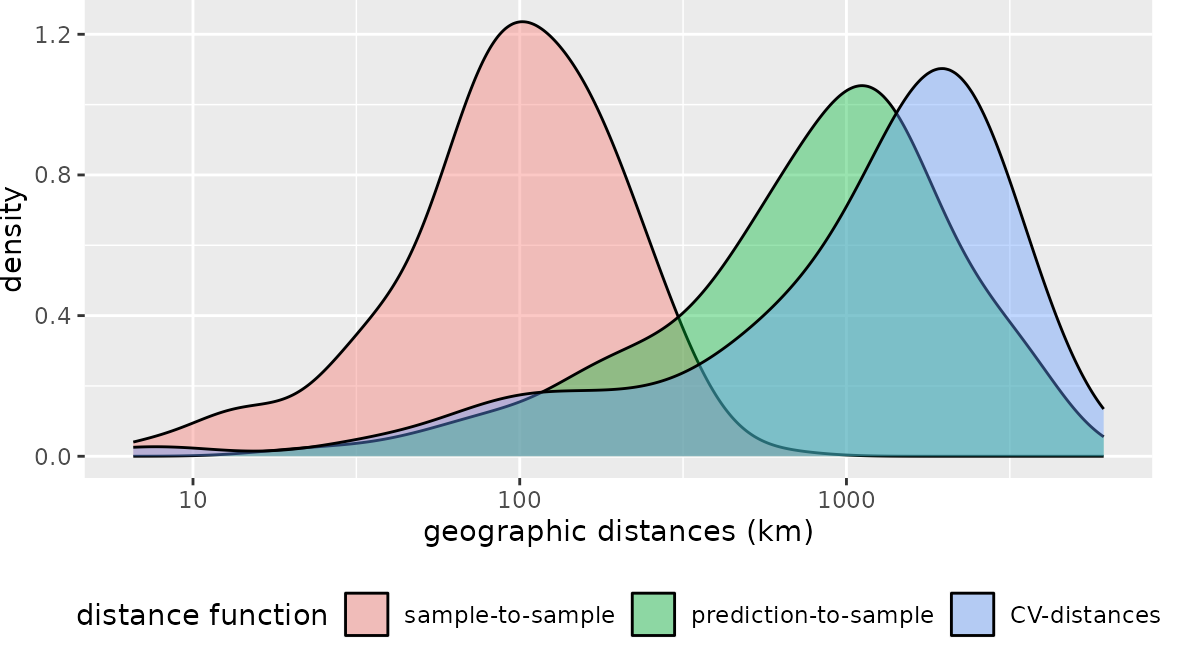 1.2
0.8
0.4
0.0
density
10 100 1000
geographic distances (km)
distance function sample-to-sample prediction-to-sample CV-distances